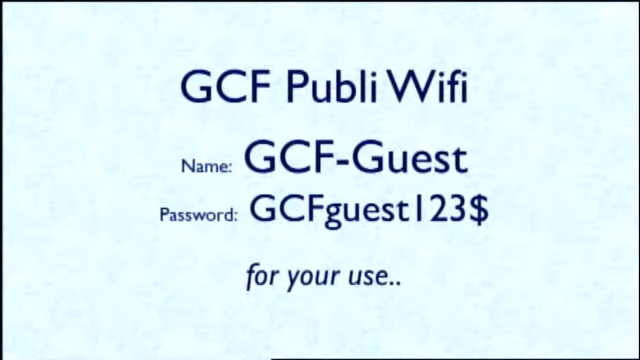 GCF Publi Wifi
Name: GCF-Guest
Password: GCFguest123$
for your use..